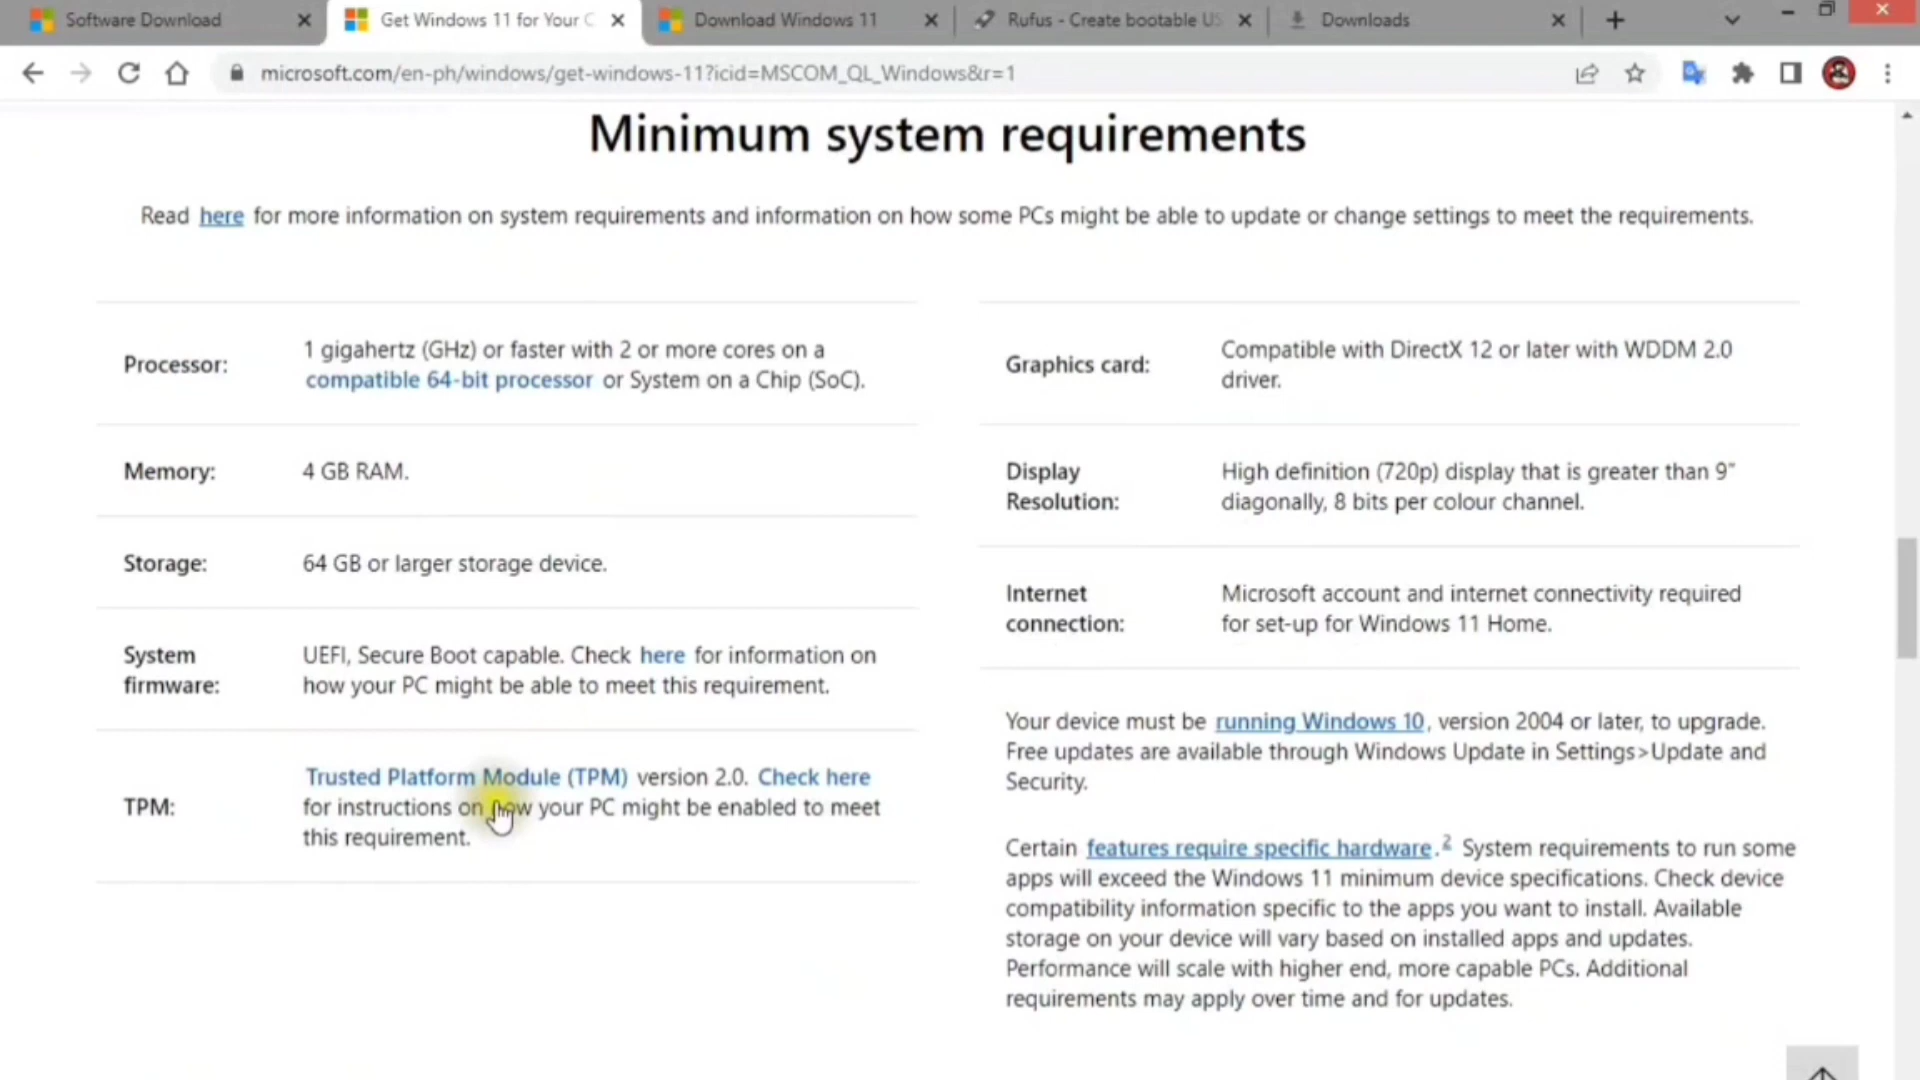 Software Download
Get Windows 11 for Your C
Download Windows 11
Rufus - Create bootable US
Downloads
microsoft.com/en-ph/windows/get-windows-11?icid=MSCOM_QL_Windows&r=1
Minimum system requirements
Read here for more information on system requirements and information on how some PCs might be able to update or change settings to meet the requirements.
Processor:
1 gigahertz (GHz) or faster with 2 or more cores on a
compatible 64-bit processor or System on a Chip (SoC).
Memory:
4 GB RAM.
Storage:
64 GB or larger storage device.
System
firmware:
UEFI, Secure Boot capable. Check here for information on
how your PC might be able to meet this requirement.
TPM:
Trusted Platform Module (TPM) version 2.0. Check here
for instructions on how your PC might be enabled to meet
this requirement.
Graphics card:
Compatible with DirectX 12 or later with WDDM 2.0
driver.
Display
Resolution:
High definition (720p) display that is greater than 9"
diagonally, 8 bits per colour channel.
Internet
connection:
Microsoft account and internet connectivity required
for set-up for Windows 11 Home.
Your device must be running Windows 10, version 2004 or later, to upgrade.
Free updates are available through Windows Update in Settings>Update and
Security.
Certain features require specific hardware.2 System requirements to run some
apps will exceed the Windows 11 minimum device specifications. Check device
compatibility information specific to the apps you want to install. Available
storage on your device will vary based on installed apps and updates.
Performance will scale with higher end, more capable PCs. Additional
requirements may apply over time and for updates.